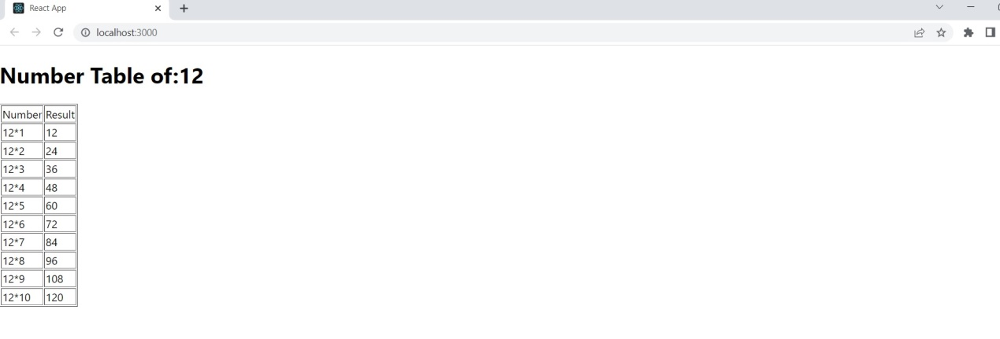 React App
localhost:3000
Number Table of:12
Number Result
12*1 12
12*2 24
12*3 36
12*4 48
12*5 60
12*6 72
12*7 84
12*8 96
12*9 108
12*10 120